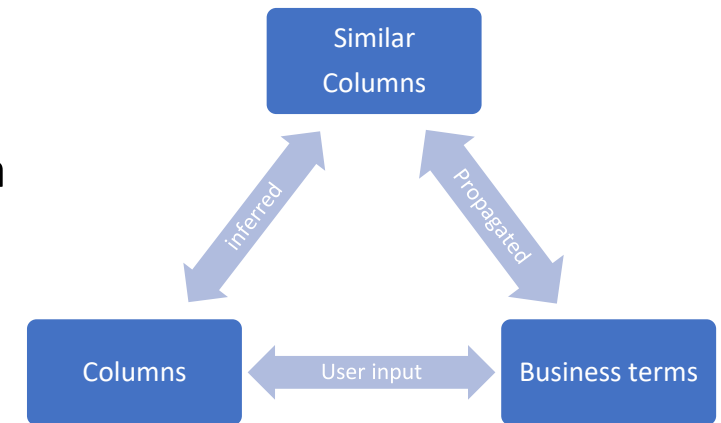 Similar
Columns
n
inferred
Propagated
Columns
User input
Business terms